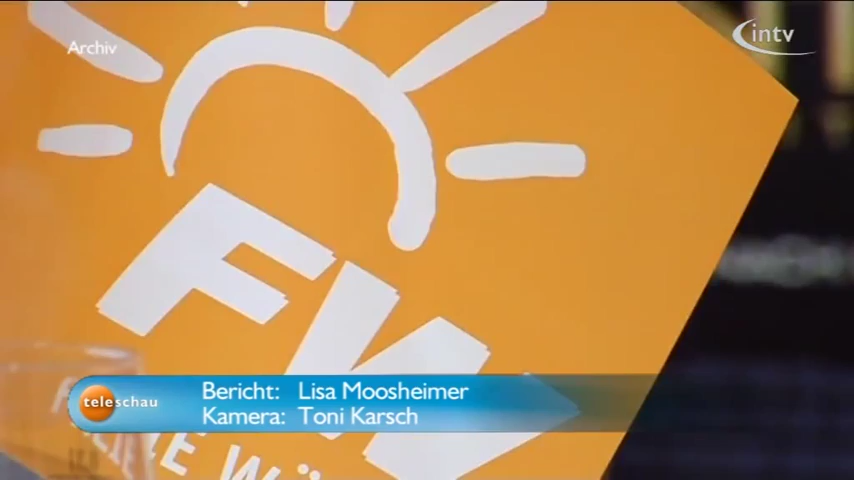 Archiv
intv
FW
teleschau
Bericht: Lisa Moosheimer
Kamera: Toni Karsch